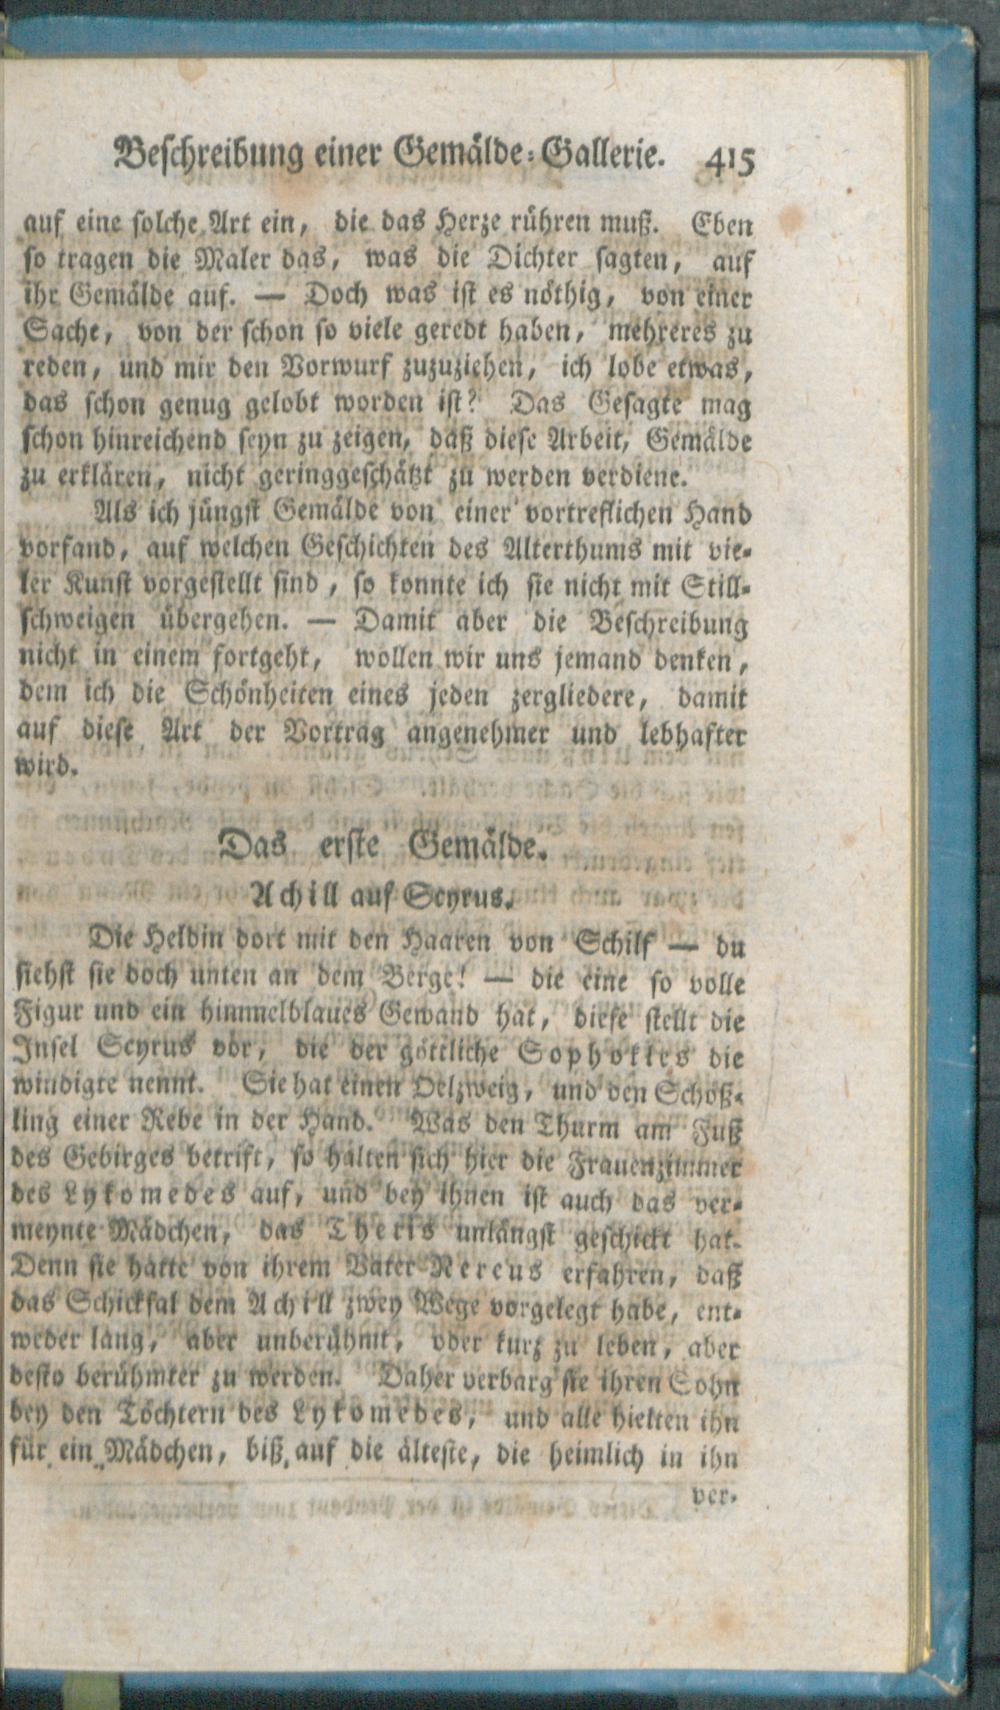 Beschreibung einer Gemälde-Gallerie. 415
auf eine solche Art ein, die das Herze rühren muß. Eben
so tragen die Maler das, was die Dichter sagten, auf
ihr Gemälde auf. — Doch was ist es nöthig, von einer
Sache, von der schon so viele geredt haben, mehreres zu
reden, und mir den Vorwurf zuzuziehen, ich lobe etwas,
das schon genug gelobt worden ist? Das Gesagte mag
schon hinreichend seyn zu zeigen, daß diese Arbeit, Gemälde
zu erklären, nicht geringgeschätzt zu werden verdiene.
Als ich jüngst Gemälde von einer vortreflichen Hand
vorfand, auf welchen Geschichten des Alterthums mit vie-
ler Kunst vorgestellt sind, so konnte ich sie nicht mit Still-
schweigen übergehen. — Damit aber die Beschreibung
nicht in einem fortgeht, wollen wir uns jemand denken,
dem ich die Schönheiten eines jeden zergliedere, damit
auf diese Art der Vortrag angenehmer und lebhafter
wird.
Das erste Gemälde.
Achill auf Scyrus.
Die Heldin dort mit den Haaren von Schilf — du
siehst sie doch unten an dem Berge! — die eine so volle
Figur und ein himmelblaues Gewand hat, diese stellt die
Insel Scyrus vor, die der göttliche Sophokles die
windigte nennt. Sie hat einen Oelzweig, und den Schöß-
ling einer Rebe in der Hand. Was den Thurm am Fuß
des Gebirges betrift, so halten sich hier die Frauenzimmer
des Lykomedes auf, und bey ihnen ist auch das ver-
meynte Mädchen, das Thetis unlängst geschickt hat.
Denn sie hatte von ihrem Vater Nereus erfahren, daß
das Schicksal dem Achill zwey Wege vorgelegt habe, ent-
weder lang, aber unberühmt, oder kurz zu leben, aber
desto berühmter zu werden. Daher verbarg sie ihren Sohn
bey den Töchtern des Lykomedes, und alle hielten ihn
für ein Mädchen, biß auf die älteste, die heimlich in ihn
ver-